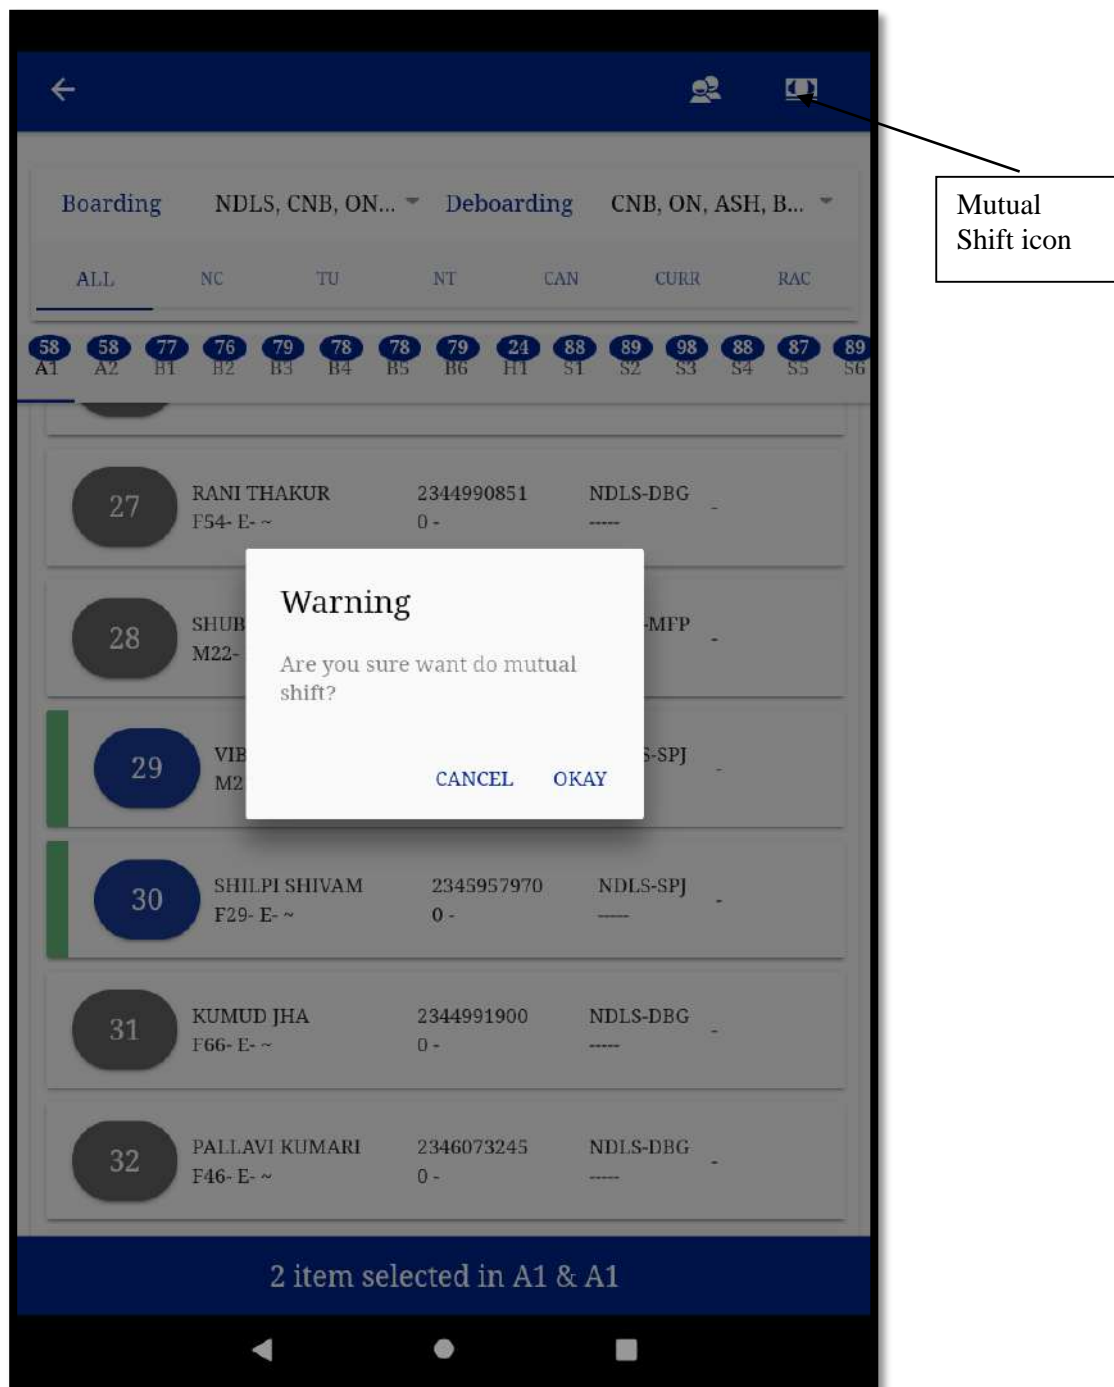 Mutual
Shift icon
Boarding NDLS, CNB, ON... Deboarding CNB, ON, ASH, B...
ALL NC TU NT CAN CURR RAC
58 58 77 76 79 78 78 79 24 88 89 98 88 87 89
A1 A2 B1 B2 B3 B4 B5 B6 H1 S1 S2 S3 S4 S5 S6
27 RANI THAKUR 2344990851 NDLS-DBG -
F54- E- ~ 0 - -----
Warning
Are you sure want do mutual
shift?
CANCEL OKAY
28 SHUB -MFP -
M22-
29 VIB S-SPJ -
M2
30 SHILPI SHIVAM 2345957970 NDLS-SPJ -
F29- E- ~ 0 - -----
31 KUMUD JHA 2344991900 NDLS-DBG -
F66- E- ~ 0 - -----
32 PALLAVI KUMARI 2346073245 NDLS-DBG -
F46- E- ~ 0 - -----
2 item selected in A1 & A1